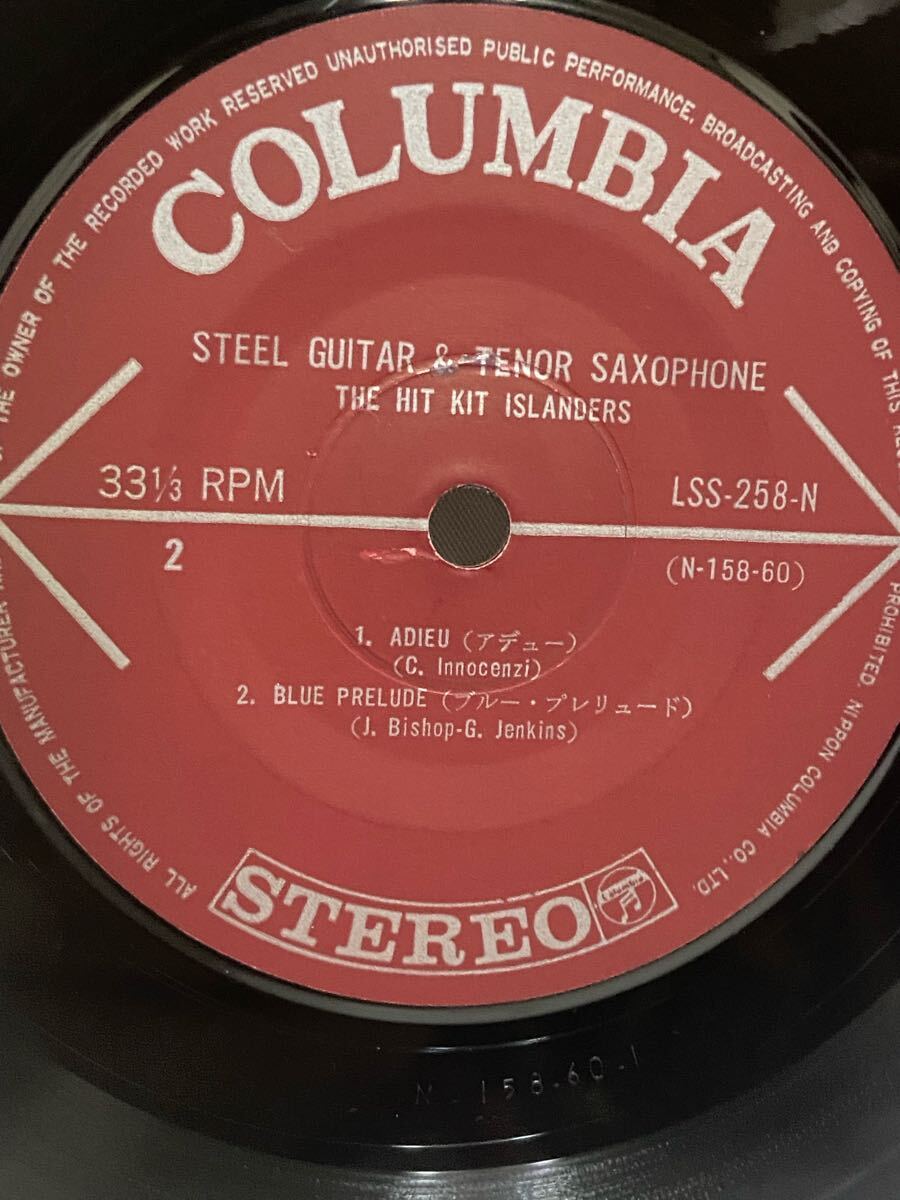 ALL RIGHTS OF THE MANUFACTURER AND OF THE OWNER OF THE RECORDED WORK RESERVED UNAUTHORISED PUBLIC PERFORMANCE, BROADCASTING AND COPYING OF THIS PROHIBITED. NIPPON COLUMBIA CO., LTD.
COLUMBIA
STEEL GUITAR & TENOR SAXOPHONE
THE HIT KIT ISLANDERS
33 1/3 RPM
LSS-258-N
2
(N-158-60)
1. ADIEU (アデュー)
(C. Innocenzi)
2. BLUE PRELUDE (ブルー・プレリュード)
(J. Bishop-G. Jenkins)
STEREO
Columbia
N-158-60-1